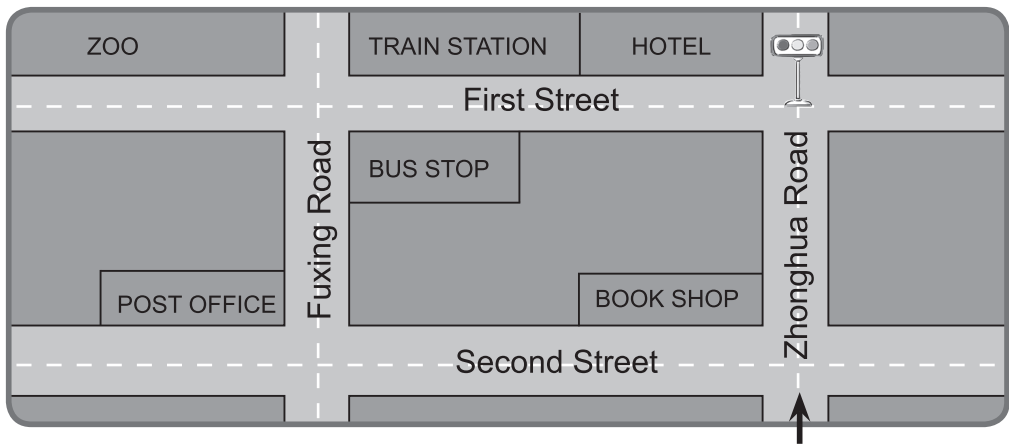 ZOO
TRAIN STATION
HOTEL
First Street
BUS STOP
Fuxing Road
Zhonghua Road
POST OFFICE
BOOK SHOP
Second Street